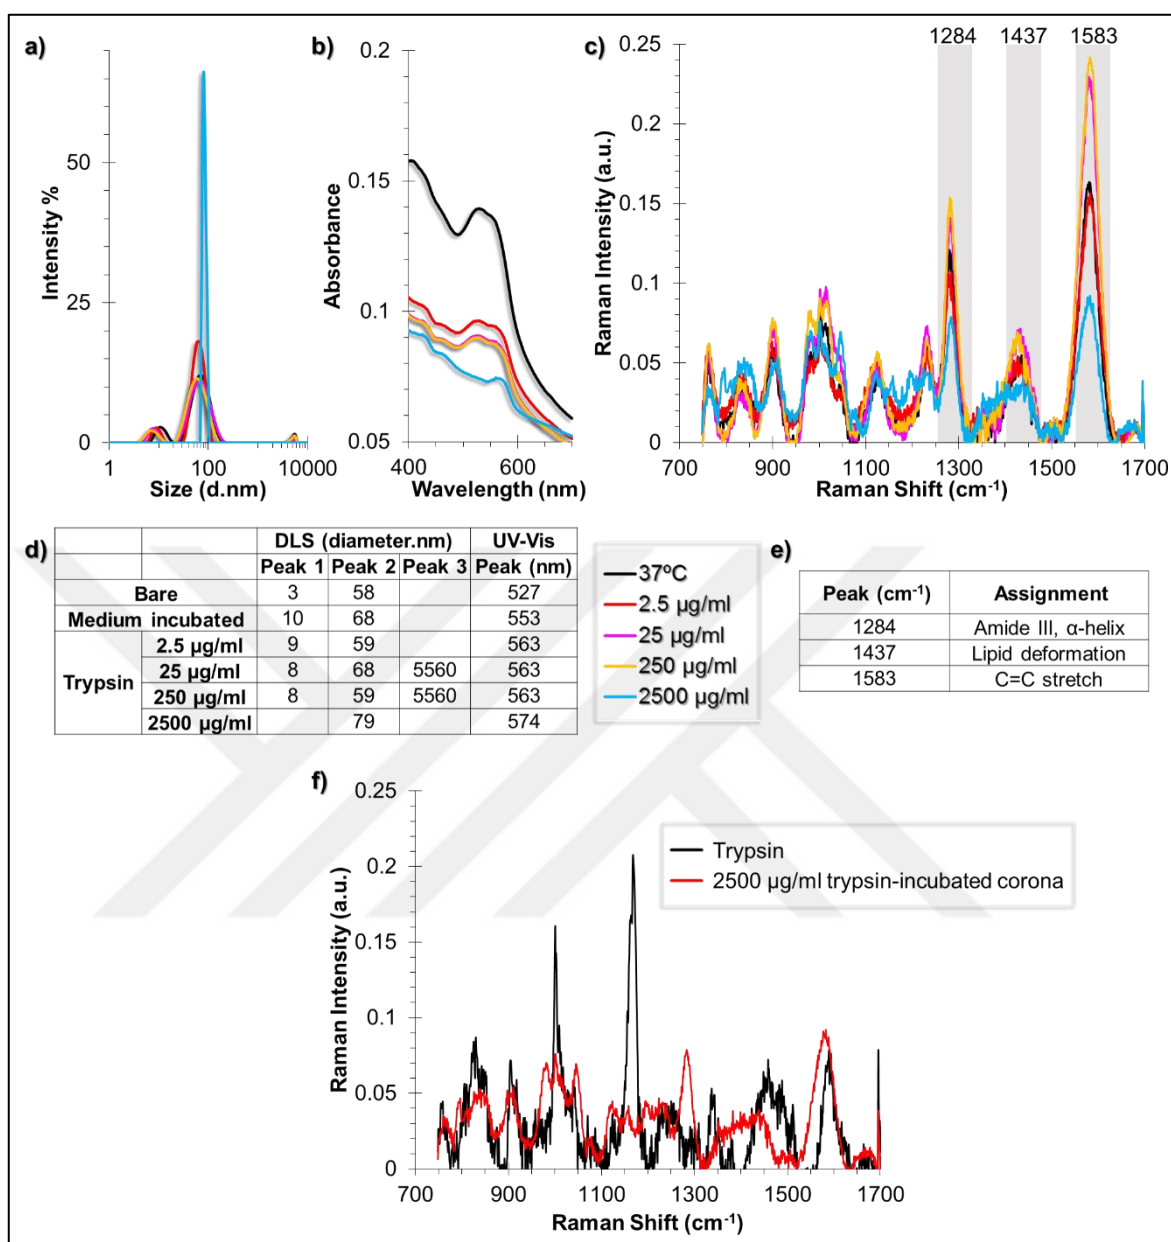 a)
Intensity %
50
25
0
1
100
10000
Size (d.nm)
b)
Absorbance
0.2
0.15
0.1
0.05
400
600
Wavelength (nm)
c)
1284
1437
1583
Raman Intensity (a.u.)
0.25
0.2
0.15
0.1
0.05
0
700
900
1100
1300
1500
1700
Raman Shift (cm⁻¹)
d)
DLS (diameter.nm) UV-Vis
Peak 1 Peak 2 Peak 3 Peak (nm)
Bare 3 58 527
Medium incubated 10 68 553
Trypsin 2.5 µg/ml 9 59 563
25 µg/ml 8 68 5560 563
250 µg/ml 8 59 5560 563
2500 µg/ml 79 574
37ºC
2.5 µg/ml
25 µg/ml
250 µg/ml
2500 µg/ml
e)
Peak (cm⁻¹) Assignment
1284 Amide III, α-helix
1437 Lipid deformation
1583 C=C stretch
f)
Raman Intensity (a.u.)
0.25
0.2
0.15
0.1
0.05
0
700
900
1100
1300
1500
1700
Raman Shift (cm⁻¹)
Trypsin
2500 µg/ml trypsin-incubated corona